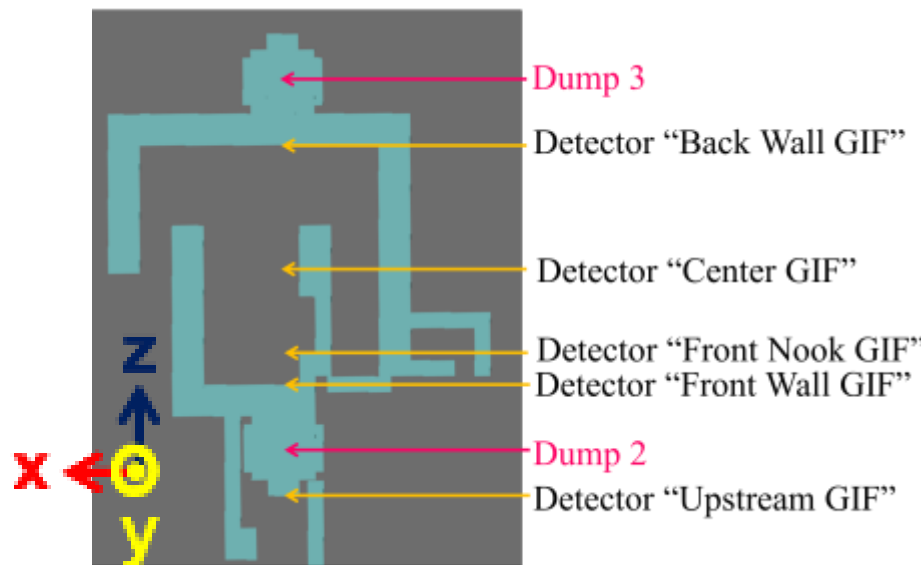 Dump 3
Detector “Back Wall GIF”
Detector “Center GIF”
Detector “Front Nook GIF”
Detector “Front Wall GIF”
Dump 2
Detector “Upstream GIF”
z
x
y